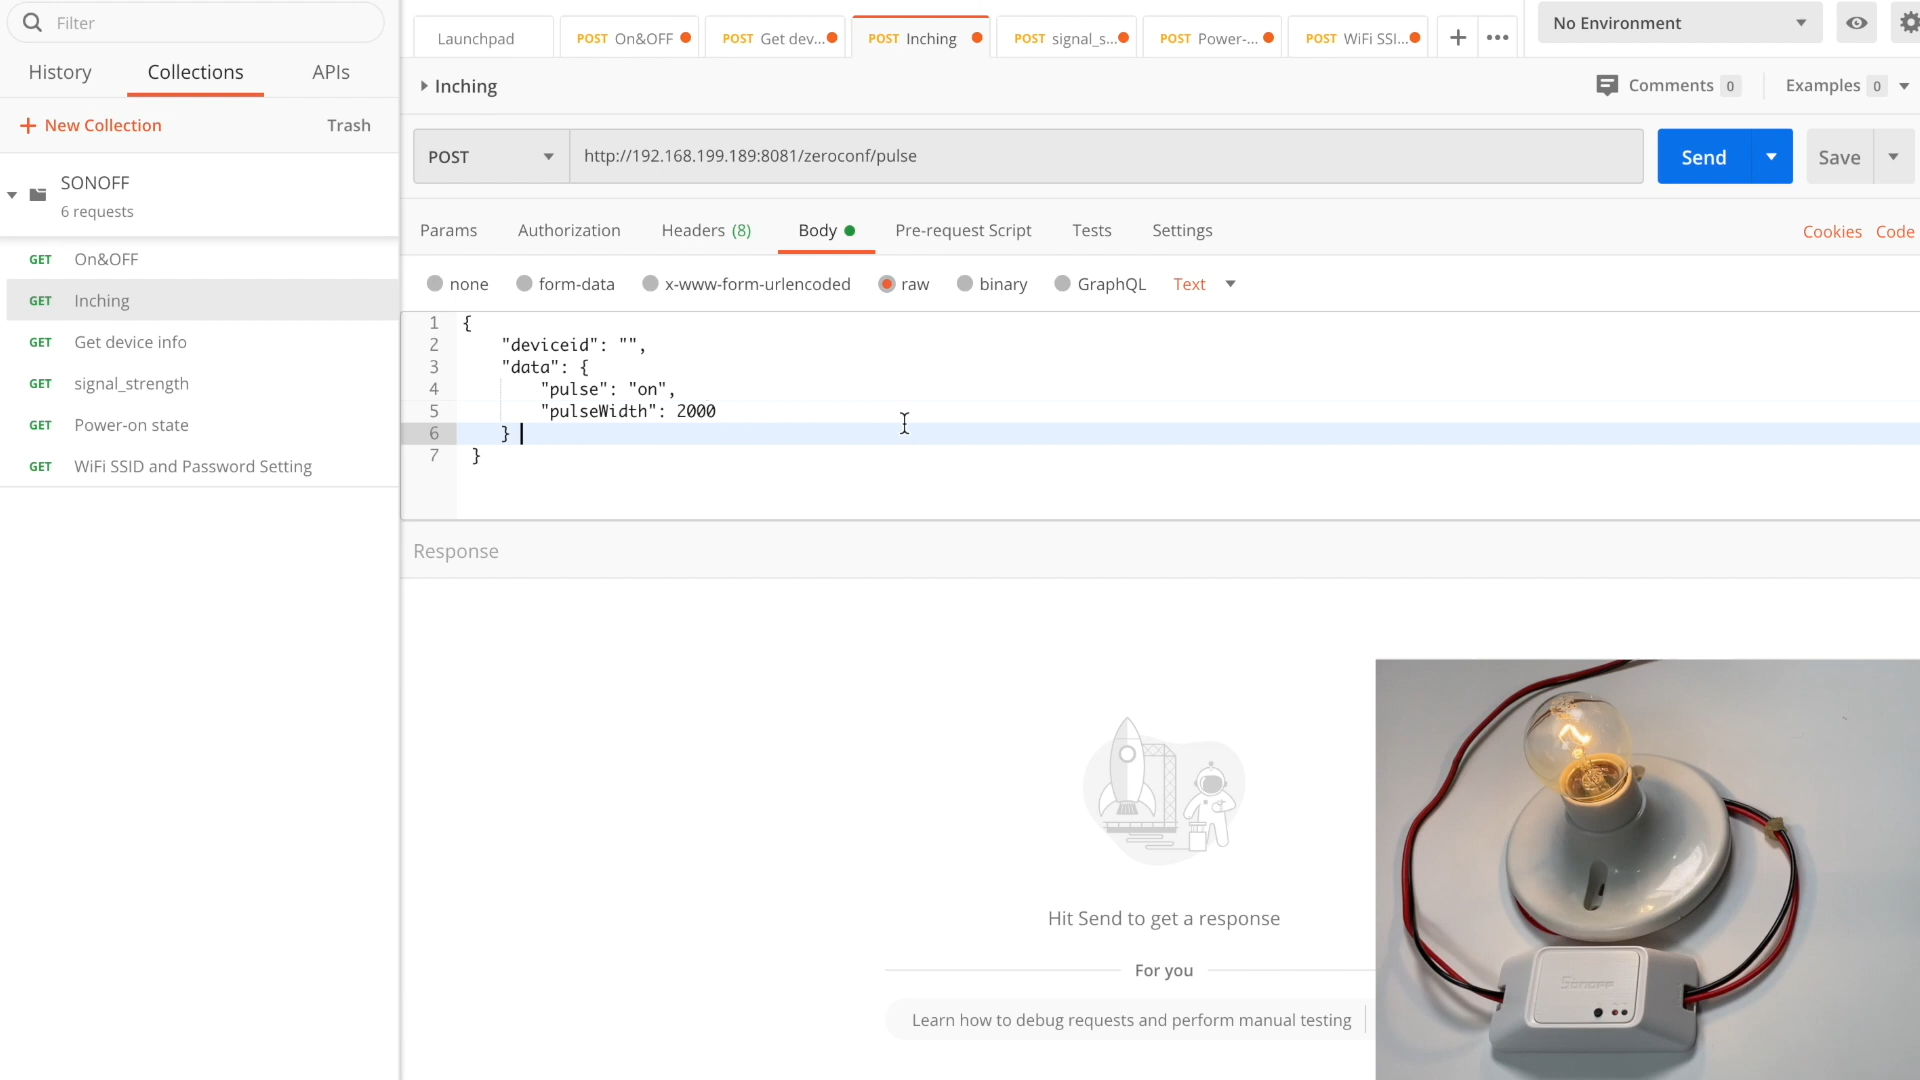 Filter
History Collections APIs
New Collection Trash
SONOFF
6 requests
GET On&OFF
GET Inching
GET Get device info
GET signal_strength
GET Power-on state
GET WiFi SSID and Password Setting
Launchpad POST On&OFF POST Get dev... POST Inching POST signal_s... POST Power-... POST WiFi SSI... + ••• No Environment
Inching Comments 0 Examples 0
POST http://192.168.199.189:8081/zeroconf/pulse Send Save
Params Authorization Headers (8) Body Pre-request Script Tests Settings Cookies Code
none form-data x-www-form-urlencoded raw binary GraphQL Text
1 {
2 "deviceid": "",
3 "data": {
4 "pulse": "on",
5 "pulseWidth": 2000
6 }
7 }
Response
Hit Send to get a response
For you
Learn how to debug requests and perform manual testing
Sonoff